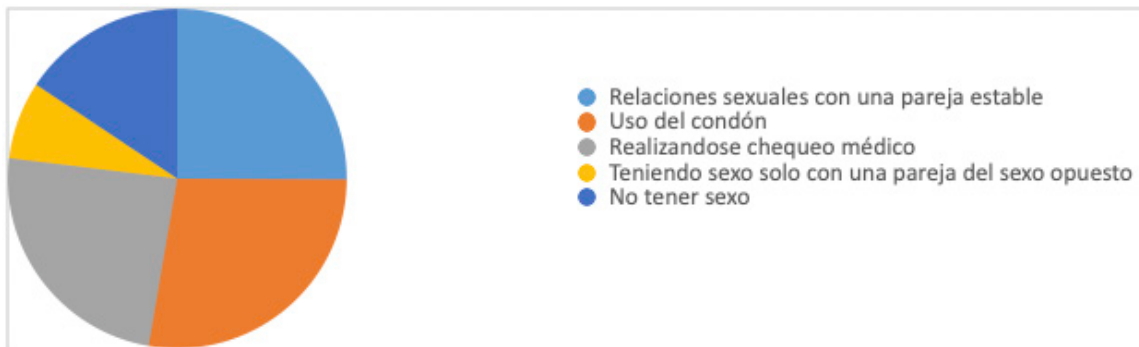 Relaciones sexuales con una pareja estable
Uso del condón
Realizandose chequeo médico
Teniendo sexo solo con una pareja del sexo opuesto
No tener sexo